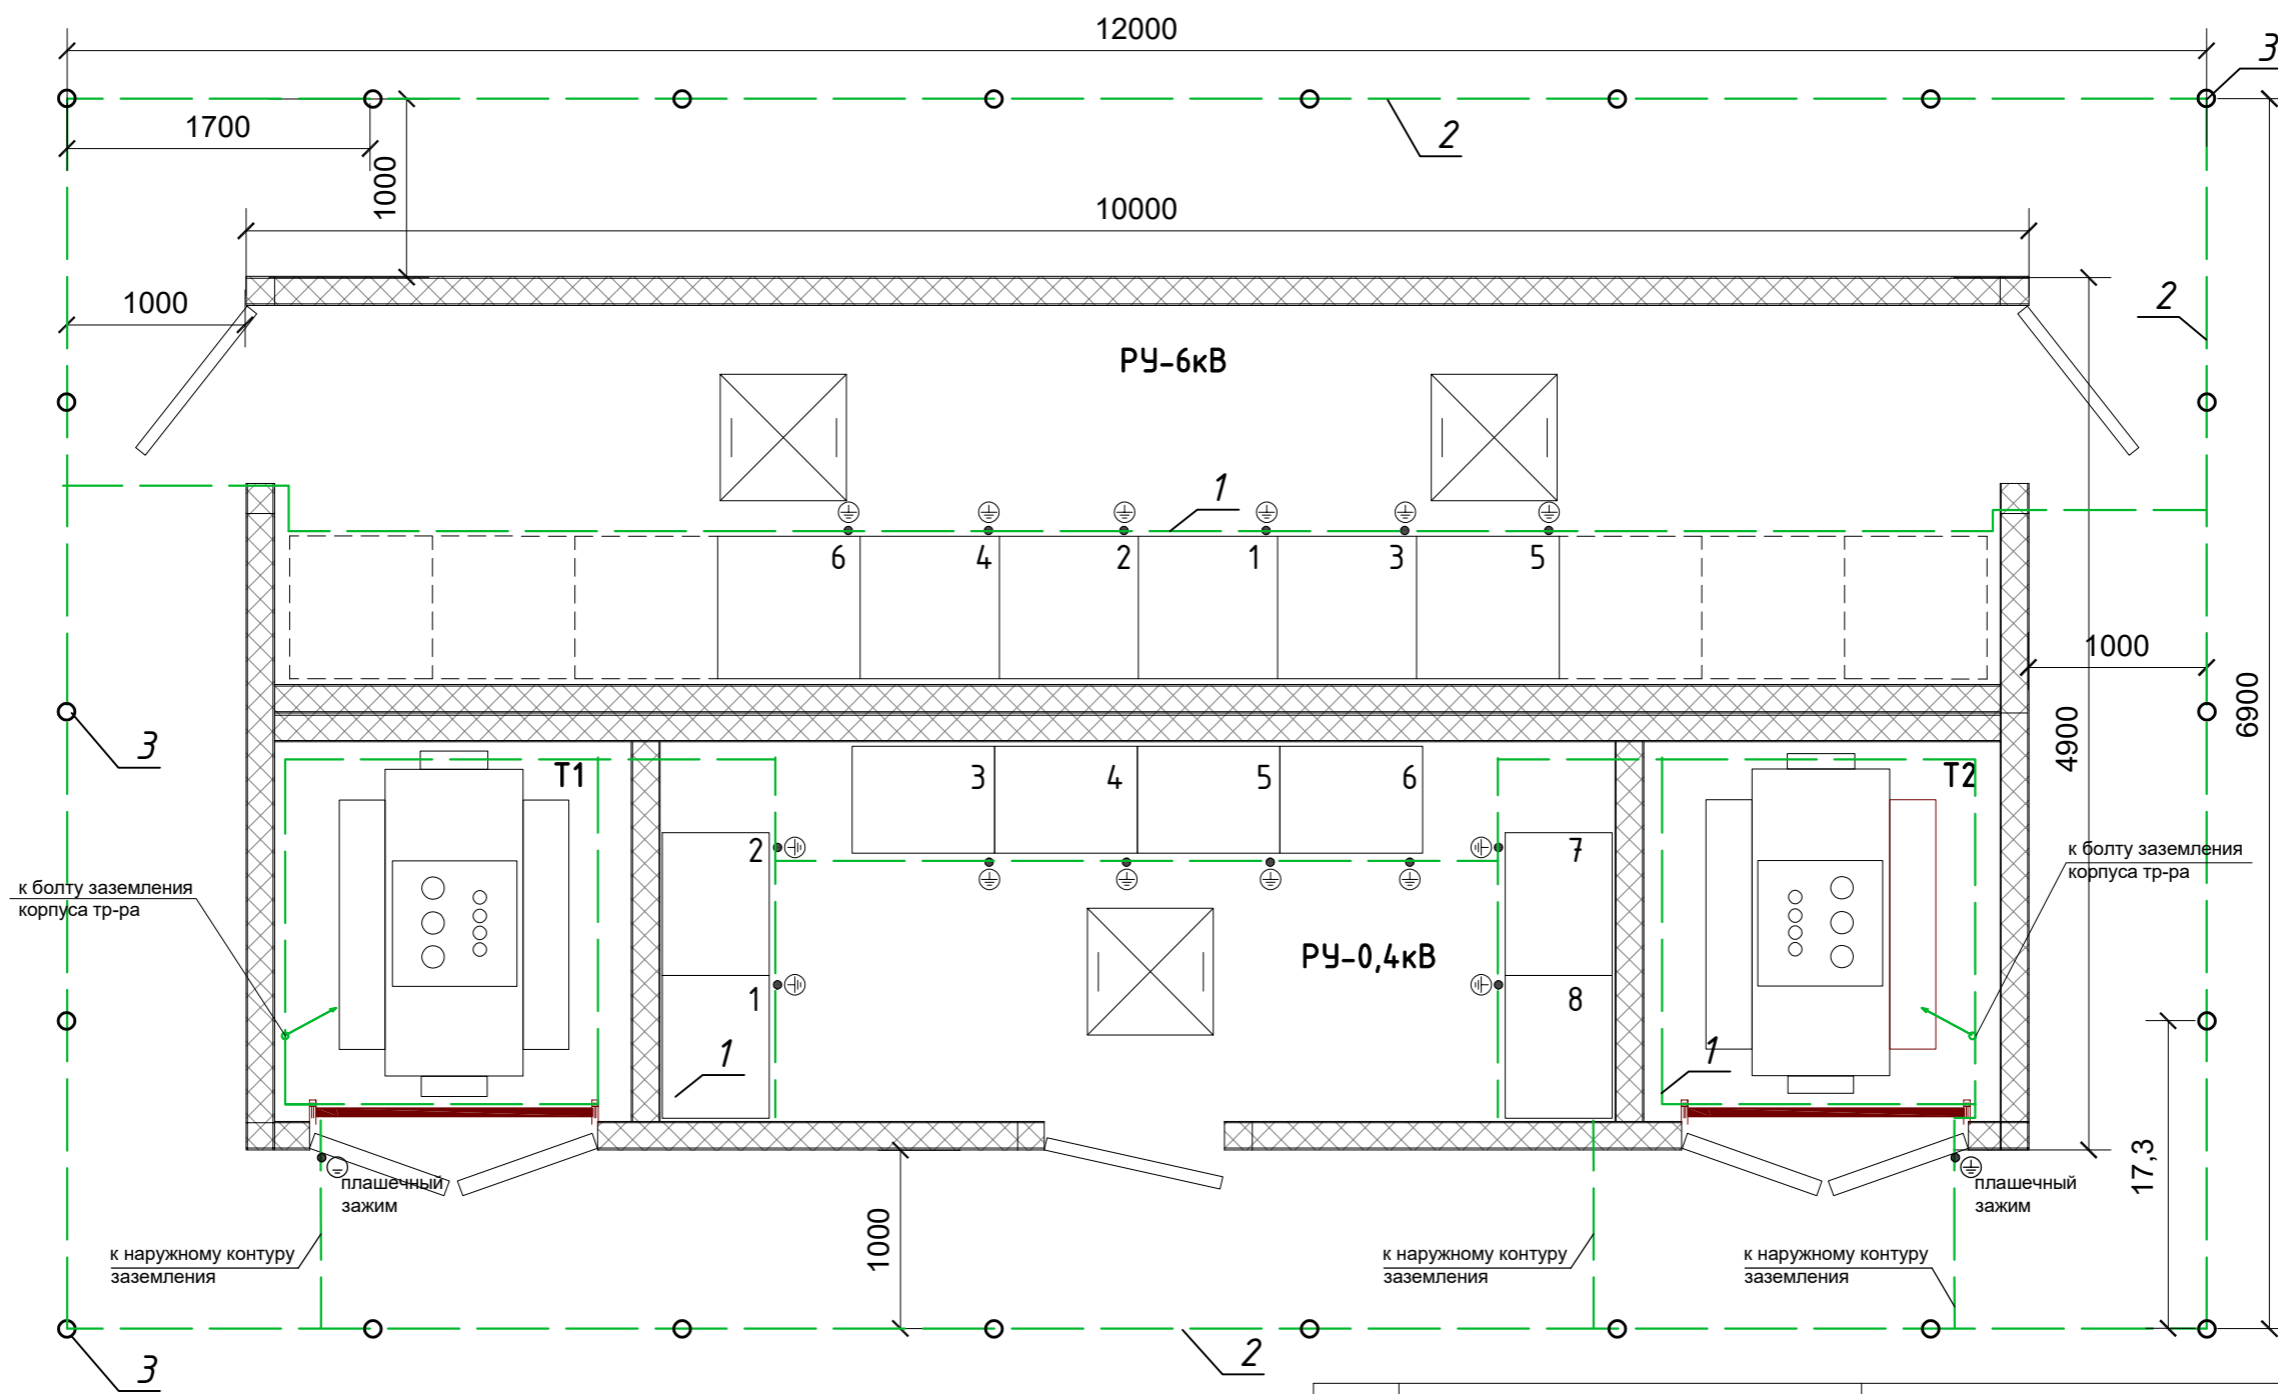 12000
3
1700
1000
2
10000
1000
2
РУ-6кВ
1
6
4
2
1
3
5
1000
6900
4900
3
Т1
3
4
5
6
Т2
2
7
к болту заземления
корпуса тр-ра
к болту заземления
корпуса тр-ра
РУ-0,4кВ
1
8
1
1
17,3
плашечный
зажим
плашечный
зажим
1000
к наружному контуру
заземления
к наружному контуру
заземления
к наружному контуру
заземления
3
2